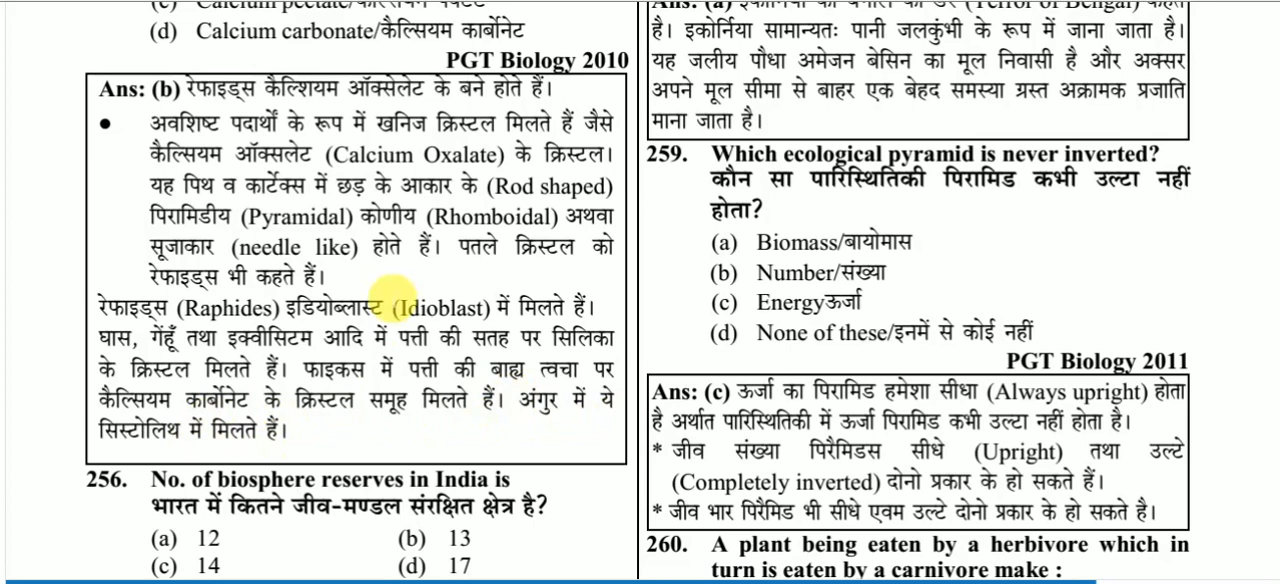 (d) Calcium carbonate/कैल्सियम कार्बोनेट
PGT Biology 2010
Ans: (b) रेफाइड्स कैल्शियम ऑक्सेलेट के बने होते हैं।
● अवशिष्ट पदार्थों के रूप में खनिज क्रिस्टल मिलते हैं जैसे
कैल्सियम ऑक्सलेट (Calcium Oxalate) के क्रिस्टल।
यह पिथ व कार्टेक्स में छड़ के आकार के (Rod shaped)
पिरामिडीय (Pyramidal) कोणीय (Rhomboidal) अथवा
सूजाकार (needle like) होते हैं। पतले क्रिस्टल को
रेफाइड्स भी कहते हैं।
रेफाइड्स (Raphides) इडियोब्लास्ट (Idioblast) में मिलते हैं।
घास, गेंहूँ तथा इक्वीसिटम आदि में पत्ती की सतह पर सिलिका
के क्रिस्टल मिलते हैं। फाइकस में पत्ती की बाह्य त्वचा पर
कैल्सियम कार्बोनेट के क्रिस्टल समूह मिलते हैं। अंगुर में ये
सिस्टोलिथ में मिलते हैं।
256. No. of biosphere reserves in India is
भारत में कितने जीव-मण्डल संरक्षित क्षेत्र है?
(a) 12 (b) 13
(c) 14 (d) 17
है। इकोर्निया सामान्यतः पानी जलकुंभी के रूप में जाना जाता है।
यह जलीय पौधा अमेजन बेसिन का मूल निवासी है और अक्सर
अपने मूल सीमा से बाहर एक बेहद समस्या ग्रस्त अक्रामक प्रजाति
माना जाता है।
259. Which ecological pyramid is never inverted?
कौन सा पारिस्थितिकी पिरामिड कभी उल्टा नहीं
होता?
(a) Biomass/बायोमास
(b) Number/संख्या
(c) Energyऊर्जा
(d) None of these/इनमें से कोई नहीं
PGT Biology 2011
Ans: (c) ऊर्जा का पिरामिड हमेशा सीधा (Always upright) होता
है अर्थात पारिस्थितिकी में ऊर्जा पिरामिड कभी उल्टा नहीं होता है।
* जीव संख्या पिरैमिडस सीधे (Upright) तथा उल्टे
(Completely inverted) दोनो प्रकार के हो सकते हैं।
* जीव भार पिरैमिड भी सीधे एवम उल्टे दोनो प्रकार के हो सकते है।
260. A plant being eaten by a herbivore which in
turn is eaten by a carnivore make :